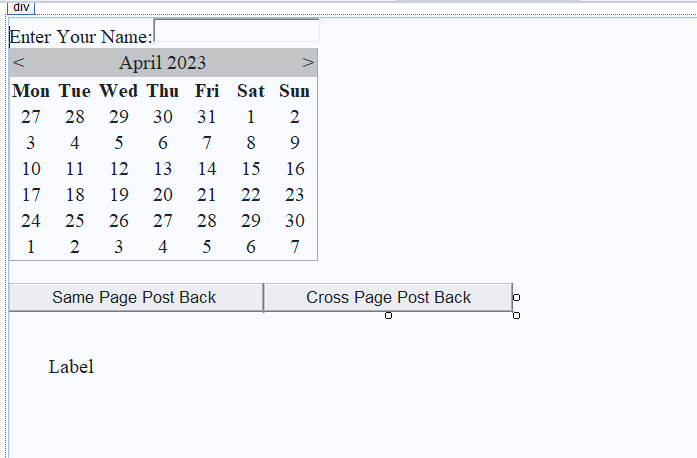 div
Enter Your Name:
< April 2023 >
Mon Tue Wed Thu Fri Sat Sun
27 28 29 30 31 1 2
3 4 5 6 7 8 9
10 11 12 13 14 15 16
17 18 19 20 21 22 23
24 25 26 27 28 29 30
1 2 3 4 5 6 7
Same Page Post Back Cross Page Post Back
Label